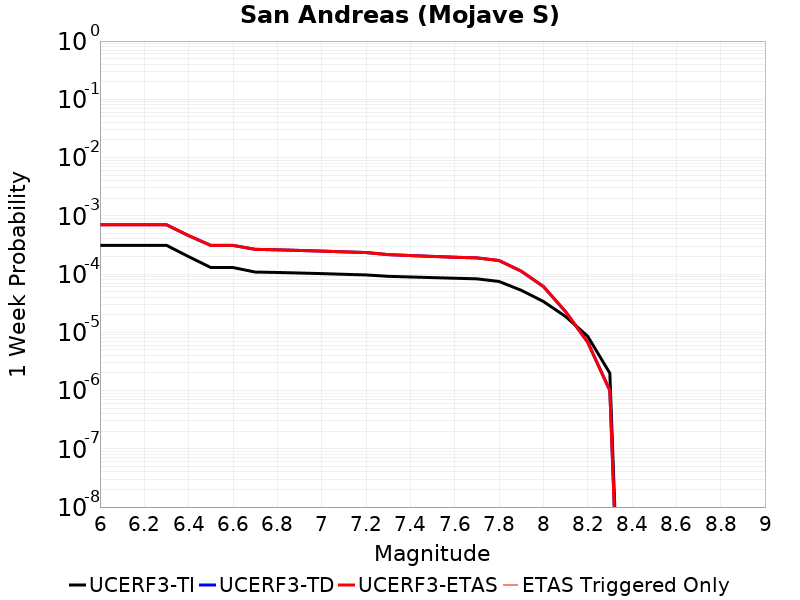 San Andreas (Mojave S)
10^0
10^-1
10^-2
10^-3
10^-4
10^-5
10^-6
10^-7
10^-8
1 Week Probability
6 6.2 6.4 6.6 6.8 7 7.2 7.4 7.6 7.8 8 8.2 8.4 8.6 8.8 9
Magnitude
UCERF3-TI UCERF3-TD UCERF3-ETAS ETAS Triggered Only